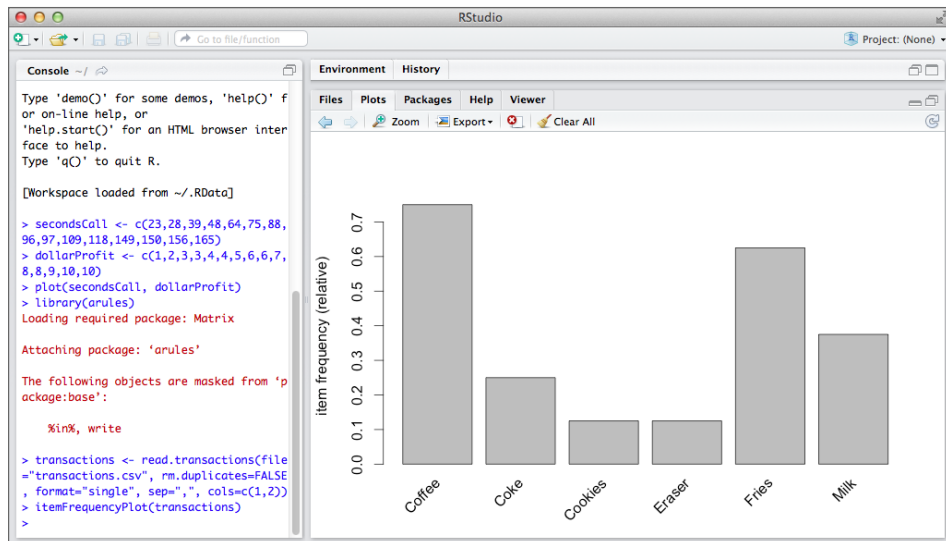 RStudio
Go to file/function
Project: (None)
Console ~/
Type 'demo()' for some demos, 'help()' f
or on-line help, or
'help.start()' for an HTML browser inter
face to help.
Type 'q()' to quit R.
[Workspace loaded from ~/.RData]
> secondsCall <- c(23,28,39,48,64,75,88,
96,97,109,118,149,150,156,165)
> dollarProfit <- c(1,2,3,3,4,4,5,6,6,7,
8,8,9,10,10)
> plot(secondsCall, dollarProfit)
> library(arules)
Loading required package: Matrix
Attaching package: ‘arules’
The following objects are masked from ‘p
ackage:base’:
%in%, write
> transactions <- read.transactions(file
="transactions.csv", rm.duplicates=FALSE
, format="single", sep=",", cols=c(1,2))
> itemFrequencyPlot(transactions)
>
Environment History
Files Plots Packages Help Viewer
Zoom Export Clear All
item frequency (relative)
0.7
0.6
0.5
0.4
0.3
0.2
0.1
0.0
Coffee
Coke
Cookies
Eraser
Fries
Milk